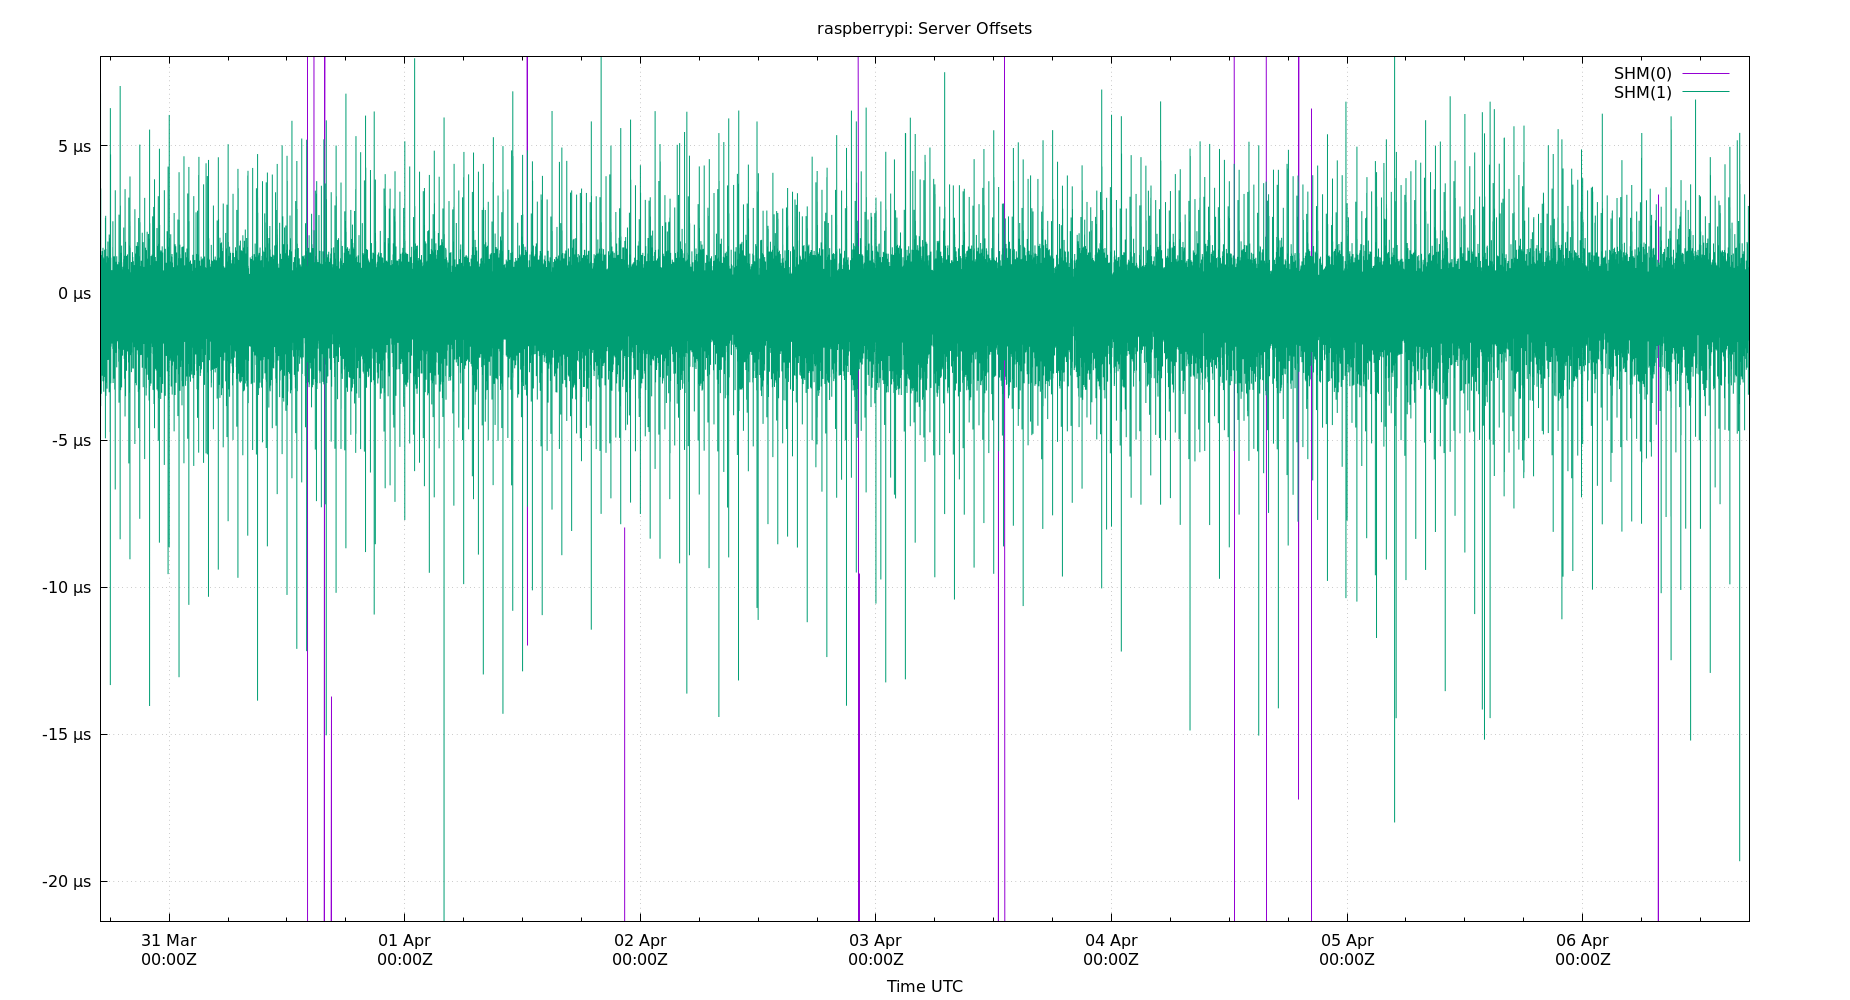 raspberrypi: Server Offsets
SHM(0)
SHM(1)
5 µs
0 µs
-5 µs
-10 µs
-15 µs
-20 µs
31 Mar 01 Apr 02 Apr 03 Apr 04 Apr 05 Apr 06 Apr
00:00Z 00:00Z 00:00Z 00:00Z 00:00Z 00:00Z 00:00Z
Time UTC